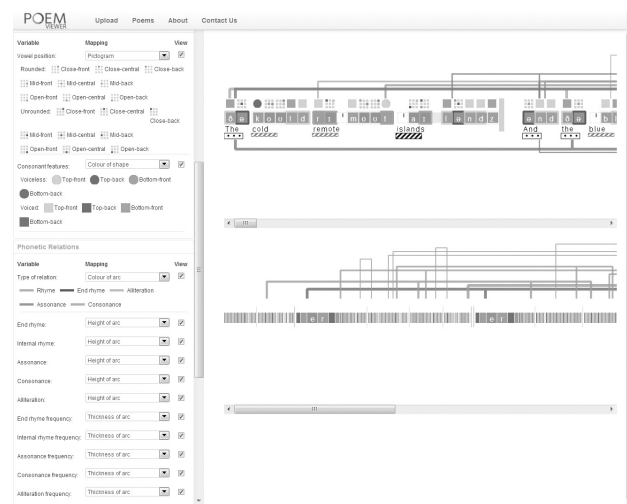 POEM
VIEWER
Upload Poems About Contact Us
Variable Mapping View
Vowel position: Pictogram
Rounded: Close-front Close-central Close-back
Mid-front Mid-central Mid-back
Open-front Open-central Open-back
Unrounded: Close-front Close-central
Close-back
Mid-front Mid-central Mid-back
Open-front Open-central Open-back
Consonant features: Colour of shape
Voiceless: Top-front Top-back Bottom-front
Bottom-back
Voiced: Top-front Top-back Bottom-front
Bottom-back
Phonetic Relations
Variable Mapping View
Type of relation: Colour of arc
Rhyme End rhyme Alliteration
Assonance Consonance
End rhyme: Height of arc
Internal rhyme: Height of arc
Assonance: Height of arc
Consonance: Height of arc
Alliteration: Height of arc
End rhyme frequency: Thickness of arc
Internal rhyme frequency: Thickness of arc
Assonance frequency: Thickness of arc
Consonance frequency: Thickness of arc
Alliteration frequency: Thickness of arc
ð ə k o u l d r ɪ ' m o u t ' a ɪ l ə n d z ə n d ð ə b l
The cold remote islands And the blue
e r e r